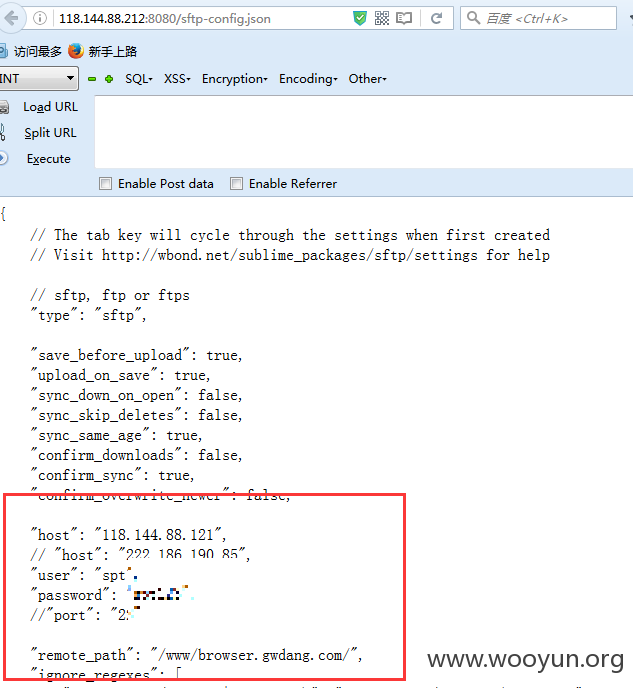 118.144.88.212:8080/sftp-config.json
百度 <Ctrl+K>
访问最多 新手上路
INT SQL XSS Encryption Encoding Other
Load URL
Split URL
Execute
Enable Post data Enable Referrer
{
// The tab key will cycle through the settings when first created
// Visit http://wbond.net/sublime_packages/sftp/settings for help
// sftp, ftp or ftps
"type": "sftp",
"save_before_upload": true,
"upload_on_save": true,
"sync_down_on_open": false,
"sync_skip_deletes": false,
"sync_same_age": true,
"confirm_downloads": false,
"confirm_sync": true,
"confirm_overwrite_newer": false,
"host": "118.144.88.121",
// "host": "222.186.190.85",
"user": "spt
"password":
//"port": "2
"remote_path": "/www/browser.gwdang.com/",
"ignore_regexes": [
www.wooyun.org